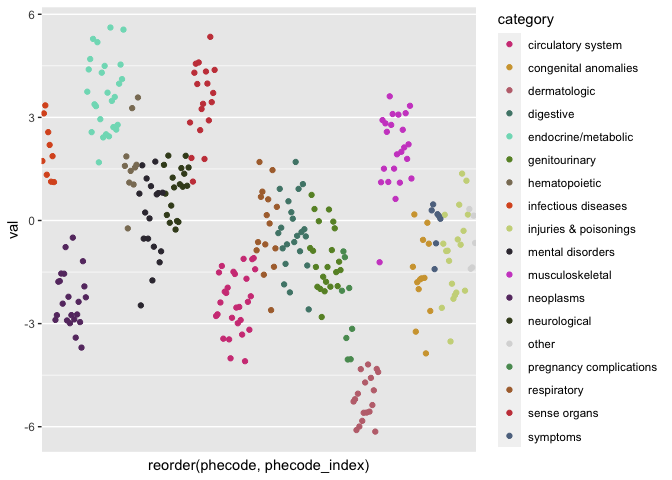 6
3
0
-3
-6
val
reorder(phecode, phecode_index)
category
circulatory system
congenital anomalies
dermatologic
digestive
endocrine/metabolic
genitourinary
hematopoietic
infectious diseases
injuries & poisonings
mental disorders
musculoskeletal
neoplasms
neurological
other
pregnancy complications
respiratory
sense organs
symptoms